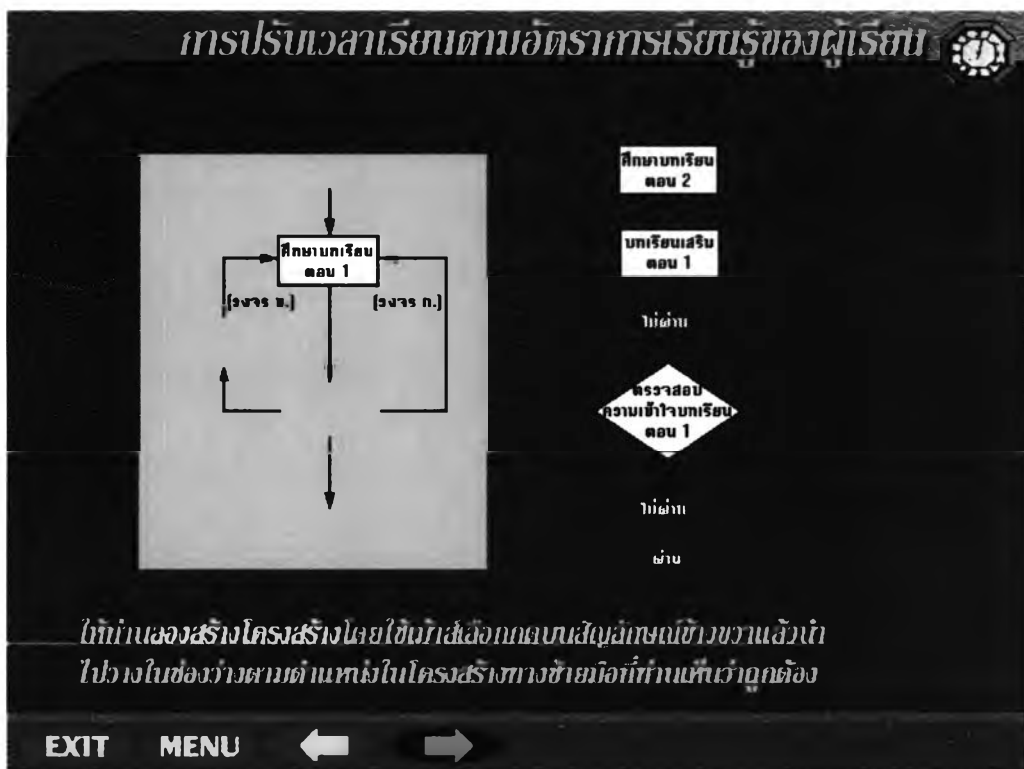 การปรับเวลาเรียนตามอัตราการเรียนรู้ของผู้เรียน
ศึกษาบทเรียน
ตอน 1
(วงจร ข.)
(วงจร ก.)
ศึกษาบทเรียน
ตอน 2
บทเรียนเสริม
ตอน 1
ไม่ผ่าน
ตรวจสอบ
ความเข้าใจบทเรียน
ตอน 1
ไม่ผ่าน
ผ่าน
ให้ท่านลองสร้างโครงสร้างโดยใช้เม้าส์เลือกกดบนสัญลักษณ์ข้างขวาแล้วนำ
ไปวางในช่องว่างตามตำแหน่งในโครงสร้างทางซ้ายมือที่ท่านเห็นว่าถูกต้อง
EXIT MENU